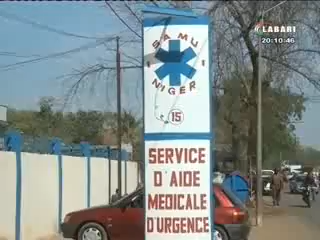 LABARI
20:10:46
SAMU
NIGER
15
SERVICE
D'AIDE
MEDICALE
D'URGENCE